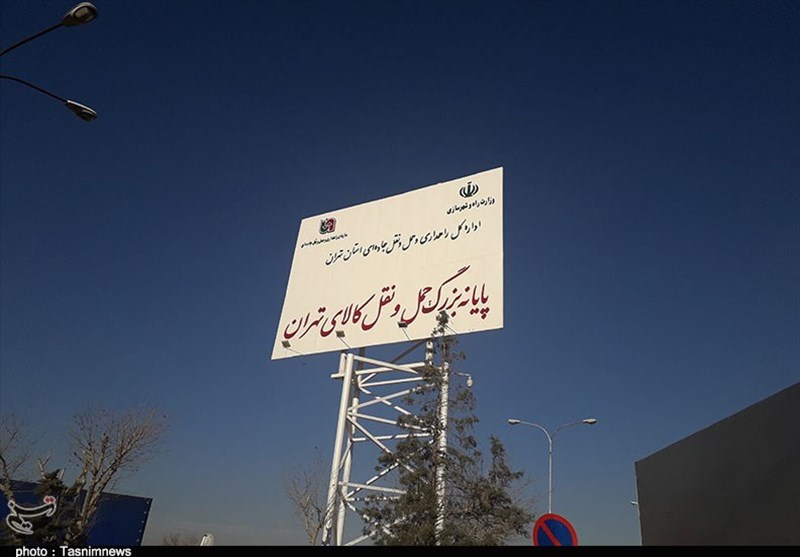 وزارت راه و شهرسازی
اداره کل راهداری و حمل و نقل جاده‌ای استان تهران
پایانه بزرگ حمل و نقل کالای تهران
photo : Tasnimnews